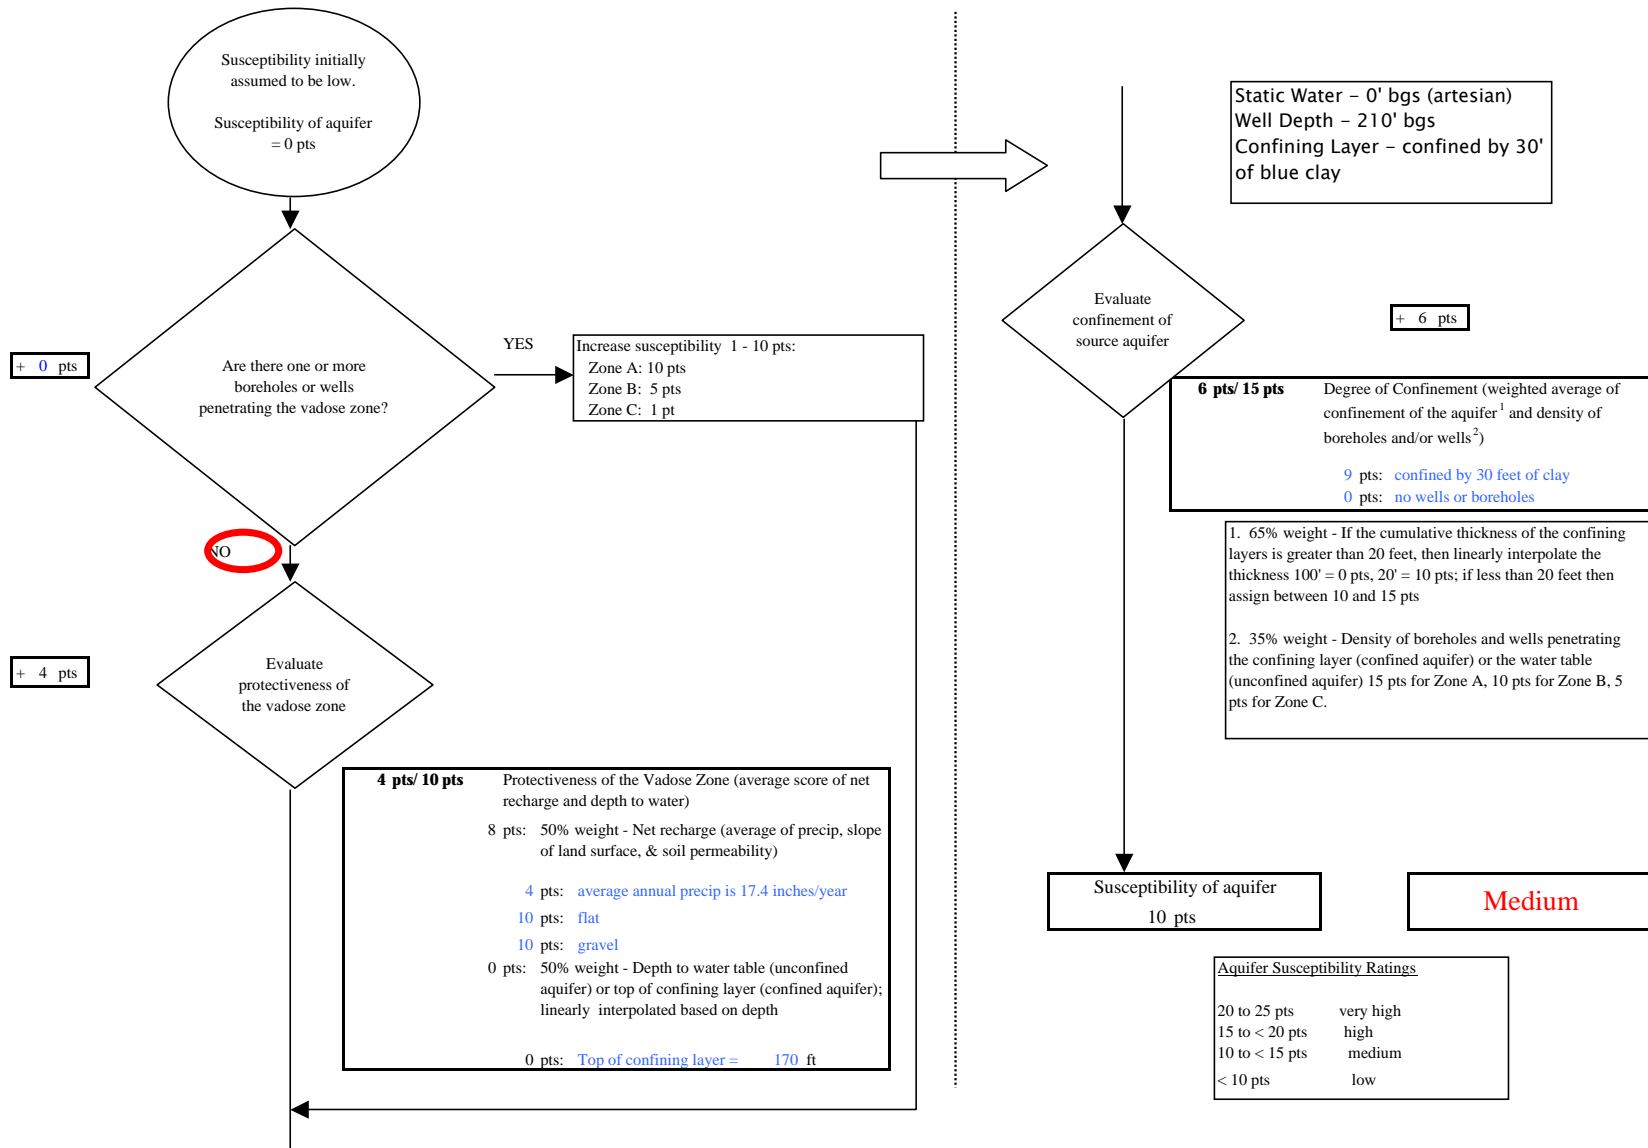 Susceptibility initially
assumed to be low.
Susceptibility of aquifer
= 0 pts
+ 0 pts
Are there one or more
boreholes or wells
penetrating the vadose zone?
YES
Increase susceptibility 1 - 10 pts:
Zone A: 10 pts
Zone B: 5 pts
Zone C: 1 pt
NO
+ 4 pts
Evaluate
protectiveness of
the vadose zone
4 pts/ 10 pts Protectiveness of the Vadose Zone (average score of net
recharge and depth to water)
8 pts: 50% weight - Net recharge (average of precip, slope
of land surface, & soil permeability)
4 pts: average annual precip is 17.4 inches/year
10 pts: flat
10 pts: gravel
0 pts: 50% weight - Depth to water table (unconfined
aquifer) or top of confining layer (confined aquifer);
linearly interpolated based on depth
0 pts: Top of confining layer = 170 ft
Static Water - 0' bgs (artesian)
Well Depth - 210' bgs
Confining Layer - confined by 30'
of blue clay
Evaluate
confinement of
source aquifer
+ 6 pts
6 pts/ 15 pts Degree of Confinement (weighted average of
confinement of the aquifer1 and density of
boreholes and/or wells2)
9 pts: confined by 30 feet of clay
0 pts: no wells or boreholes
1. 65% weight - If the cumulative thickness of the confining
layers is greater than 20 feet, then linearly interpolate the
thickness 100' = 0 pts, 20' = 10 pts; if less than 20 feet then
assign between 10 and 15 pts
2. 35% weight - Density of boreholes and wells penetrating
the confining layer (confined aquifer) or the water table
(unconfined aquifer) 15 pts for Zone A, 10 pts for Zone B, 5
pts for Zone C.
Susceptibility of aquifer
10 pts
Medium
Aquifer Susceptibility Ratings
20 to 25 pts very high
15 to < 20 pts high
10 to < 15 pts medium
< 10 pts low